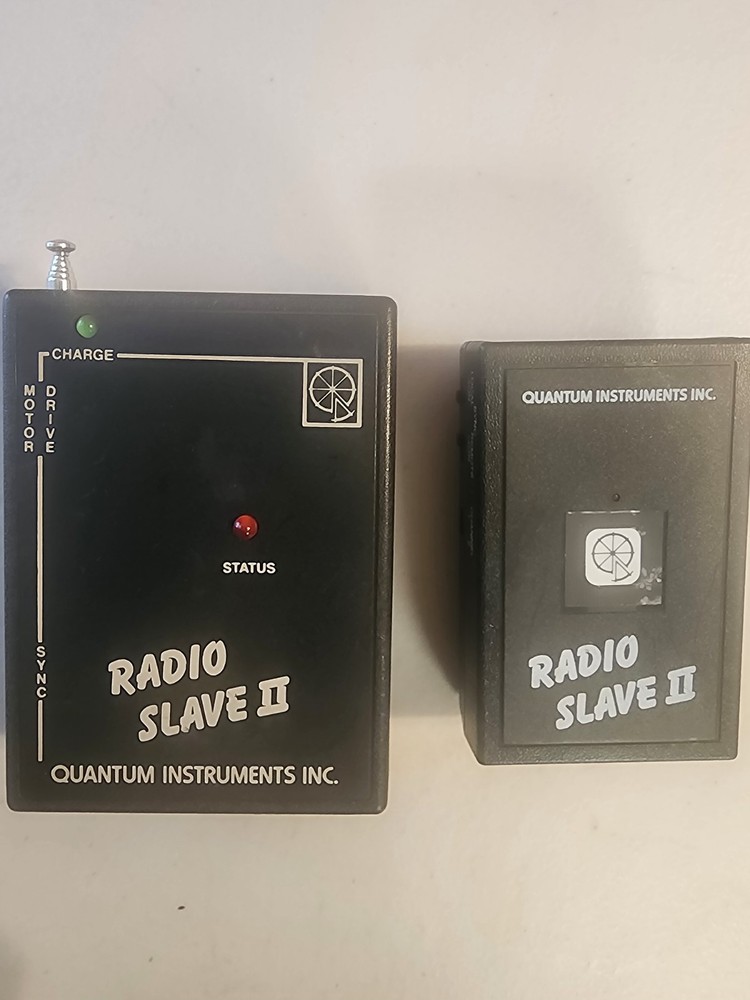 CHARGE
MOTOR
DRIVE
STATUS
SYNC
RADIO
SLAVE II
QUANTUM INSTRUMENTS INC.
QUANTUM INSTRUMENTS INC.
RADIO
SLAVE II